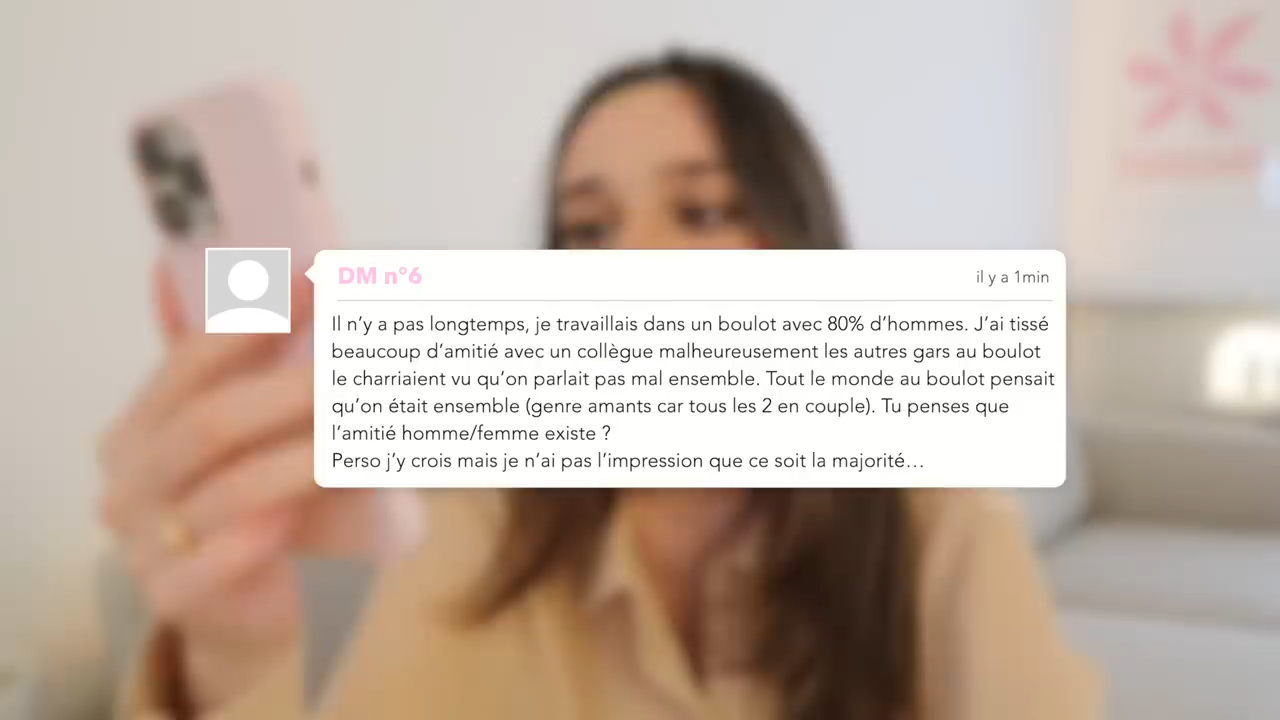 DM n°6
il y a 1min
Il n'y a pas longtemps, je travaillais dans un boulot avec 80% d'hommes. J'ai tissé
beaucoup d'amitié avec un collègue malheureusement les autres gars au boulot
le charriaient vu qu'on parlait pas mal ensemble. Tout le monde au boulot pensait
qu'on était ensemble (genre amants car tous les 2 en couple). Tu penses que
l'amitié homme/femme existe ?
Perso j'y crois mais je n'ai pas l'impression que ce soit la majorité…